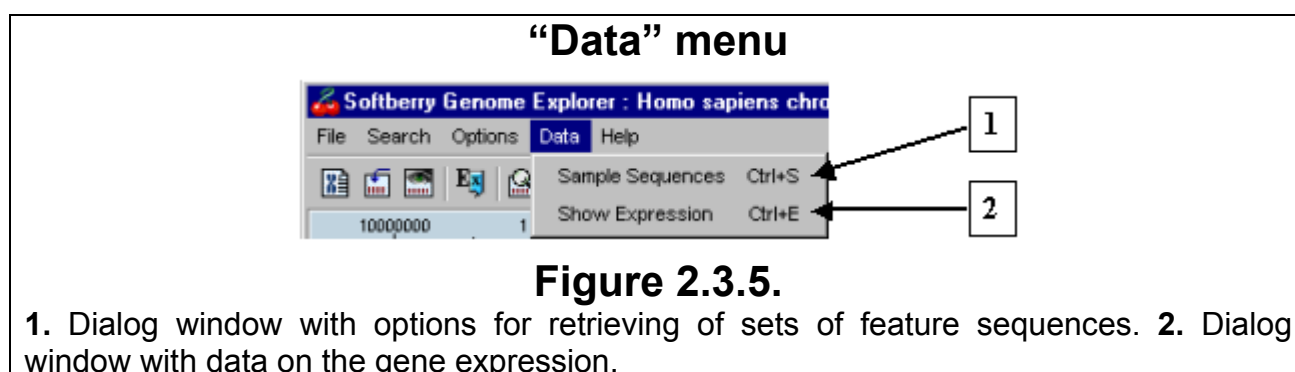 “Data” menu
Softberry Genome Explorer : Homo sapiens chro
File Search Options Data Help
Sample Sequences Ctrl+S
1
Show Expression Ctrl+E
2
10000000 1
Figure 2.3.5.
1. Dialog window with options for retrieving of sets of feature sequences. 2. Dialog
window with data on the gene expression.